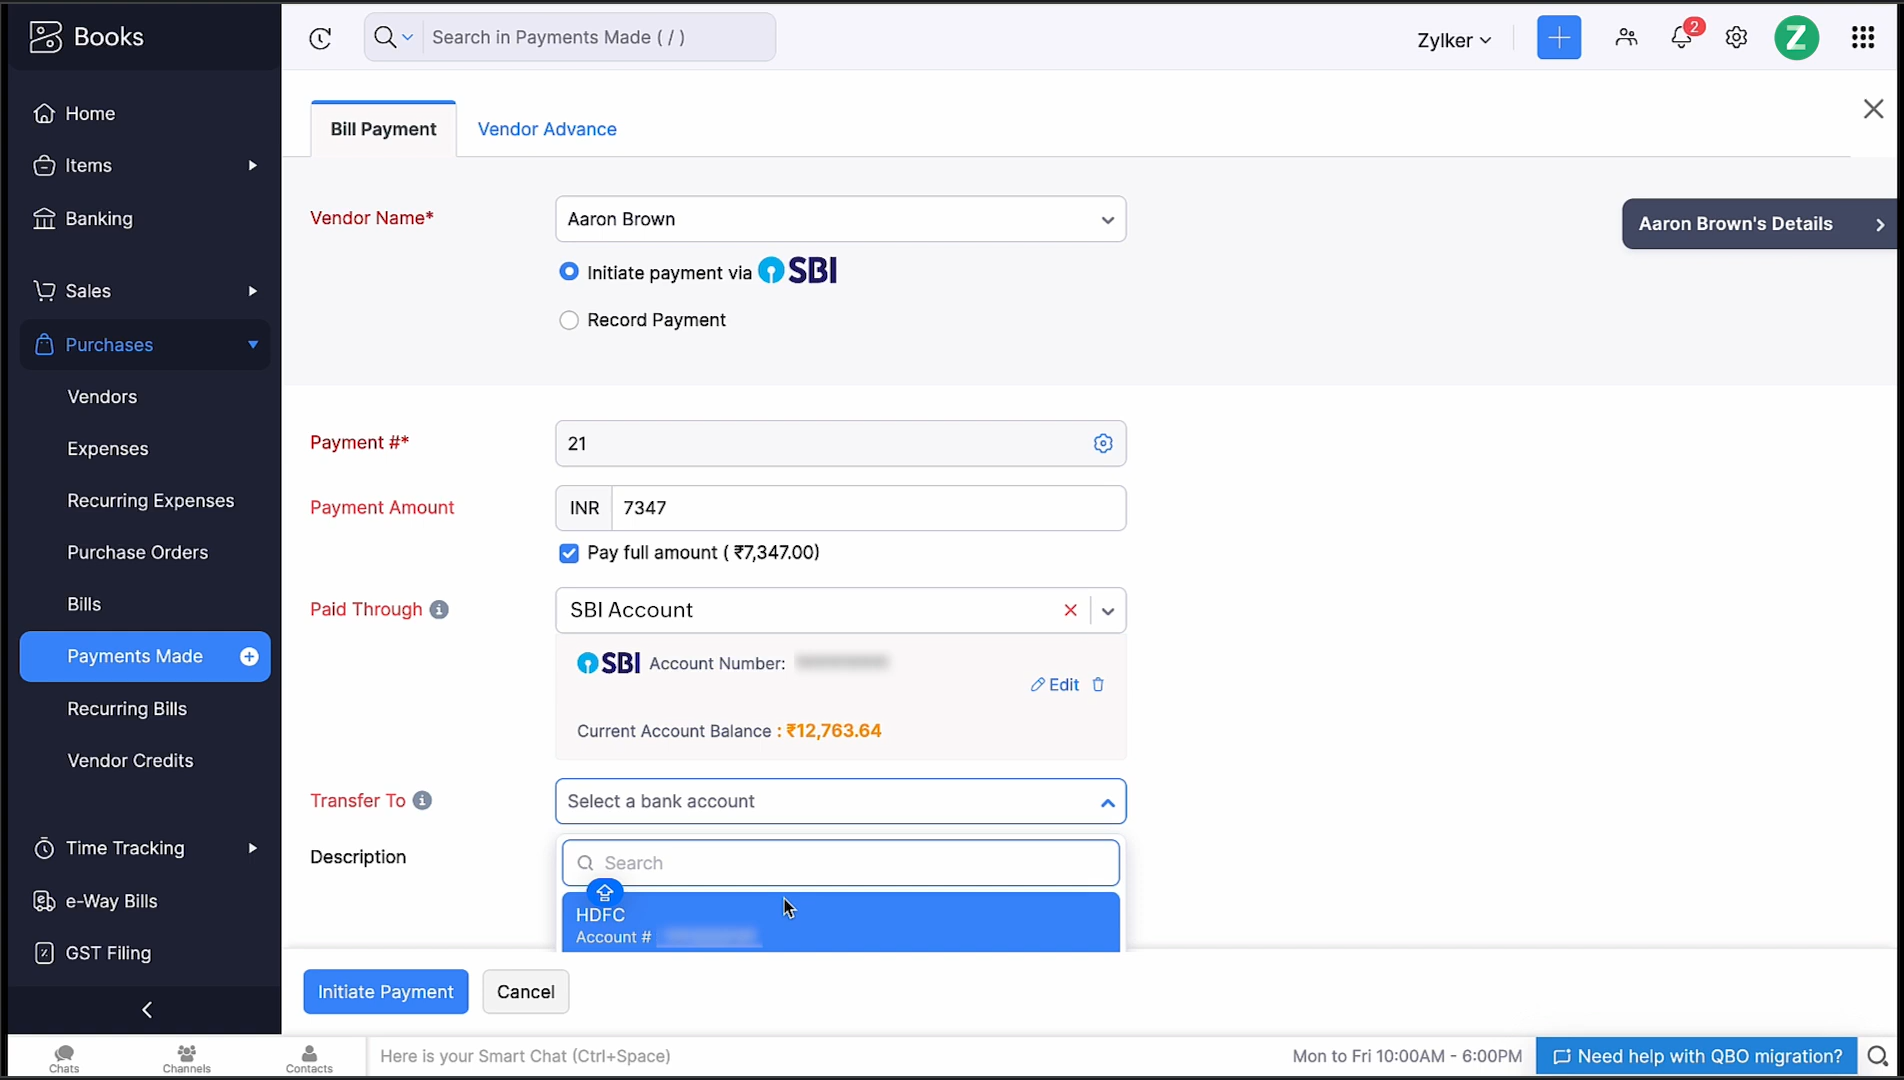 Books
Search in Payments Made ( / )
Zylker
2
Z
Home
Items
Banking
Sales
Purchases
Vendors
Expenses
Recurring Expenses
Purchase Orders
Bills
Payments Made
Recurring Bills
Vendor Credits
Time Tracking
e-Way Bills
GST Filing
Bill Payment
Vendor Advance
Vendor Name*
Aaron Brown
Aaron Brown's Details
Initiate payment via SBI
Record Payment
Payment #*
21
Payment Amount
INR 7347
Pay full amount ( ₹7,347.00)
Paid Through
SBI Account
SBI Account Number:
Edit
Current Account Balance : ₹12,763.64
Transfer To
Select a bank account
Description
Search
HDFC
Account #
Initiate Payment
Cancel
Chats
Channels
Contacts
Here is your Smart Chat (Ctrl+Space)
Mon to Fri 10:00AM - 6:00PM
Need help with QBO migration?